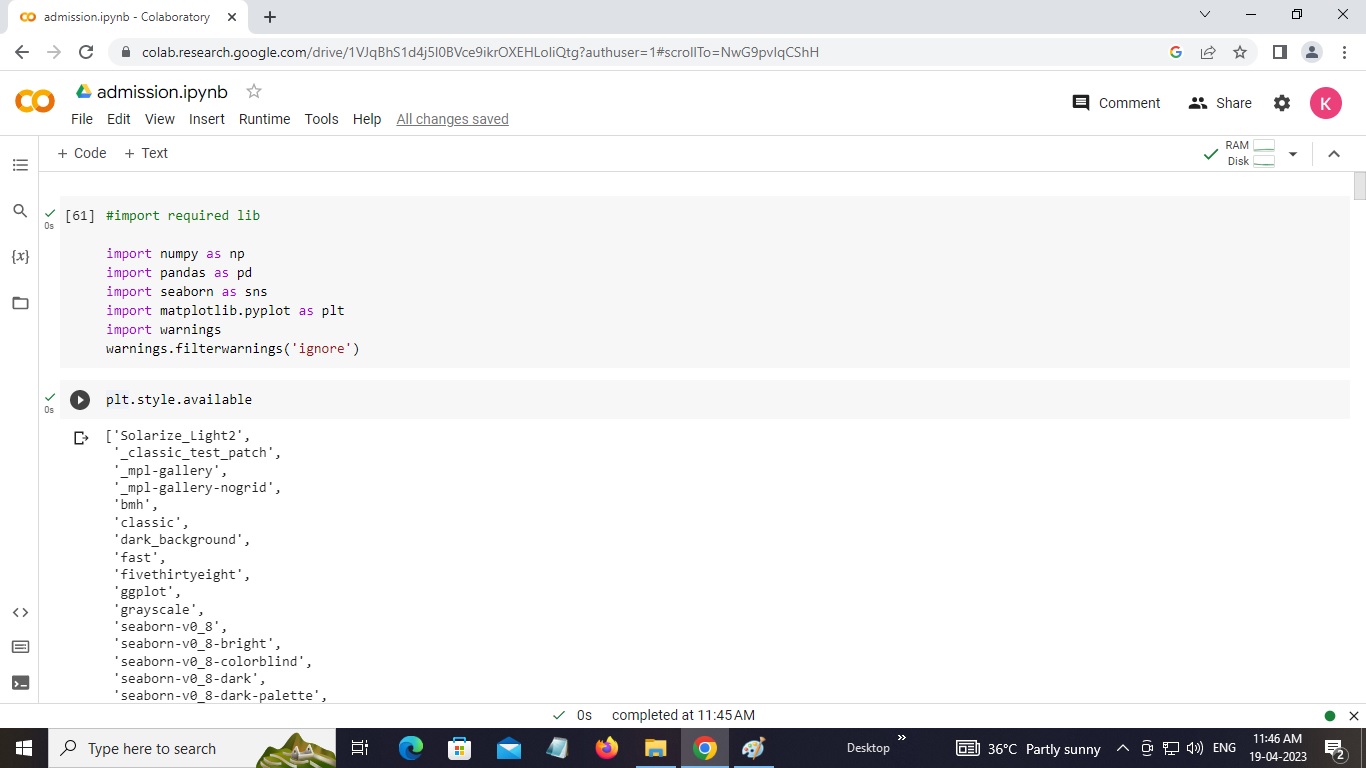 admission.ipynb - Colaboratory
colab.research.google.com/drive/1VJqBhS1d4j5l0BVce9ikrOXEHLoIiQtg?authuser=1#scrollTo=NwG9pvIqCShH
admission.ipynb
Comment Share K
File Edit View Insert Runtime Tools Help All changes saved
+ Code + Text
RAM
Disk
[61] #import required lib
0s
{x}
import numpy as np
import pandas as pd
import seaborn as sns
import matplotlib.pyplot as plt
import warnings
warnings.filterwarnings('ignore')
plt.style.available
0s
['Solarize_Light2',
'_classic_test_patch',
'_mpl-gallery',
'_mpl-gallery-nogrid',
'bmh',
'classic',
'dark_background',
'fast',
'fivethirtyeight',
'ggplot',
'grayscale',
'seaborn-v0_8',
'seaborn-v0_8-bright',
'seaborn-v0_8-colorblind',
'seaborn-v0_8-dark',
'seaborn-v0_8-dark-palette',
0s completed at 11:45 AM
Type here to search
Desktop
36°C Partly sunny
ENG
11:46 AM
19-04-2023
2